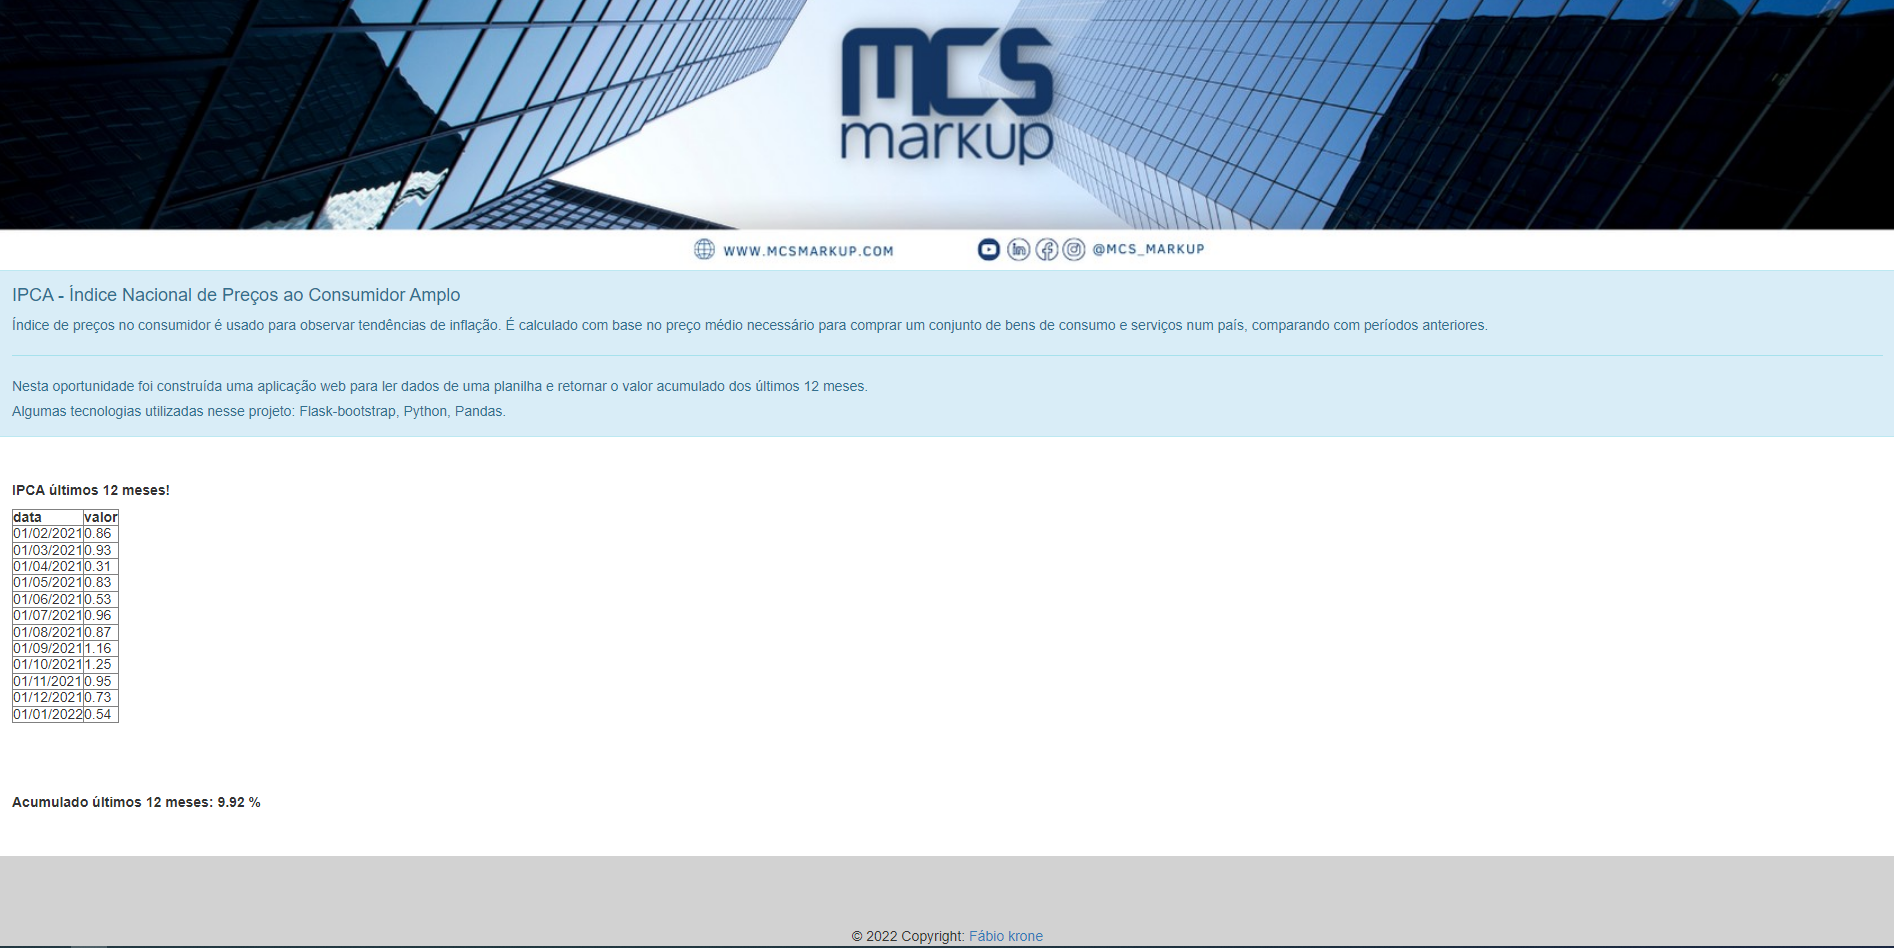 mcs
markup
WWW.MCSMARKUP.COM @MCS_MARKUP
IPCA - Índice Nacional de Preços ao Consumidor Amplo
Índice de preços no consumidor é usado para observar tendências de inflação. É calculado com base no preço médio necessário para comprar um conjunto de bens de consumo e serviços num país, comparando com períodos anteriores.
Nesta oportunidade foi construída uma aplicação web para ler dados de uma planilha e retornar o valor acumulado dos últimos 12 meses.
Algumas tecnologias utilizadas nesse projeto: Flask-bootstrap, Python, Pandas.
IPCA últimos 12 meses!
data valor
01/02/2021 0.86
01/03/2021 0.93
01/04/2021 0.31
01/05/2021 0.83
01/06/2021 0.53
01/07/2021 0.96
01/08/2021 0.87
01/09/2021 1.16
01/10/2021 1.25
01/11/2021 0.95
01/12/2021 0.73
01/01/2022 0.54
Acumulado últimos 12 meses: 9.92 %
© 2022 Copyright: Fábio krone